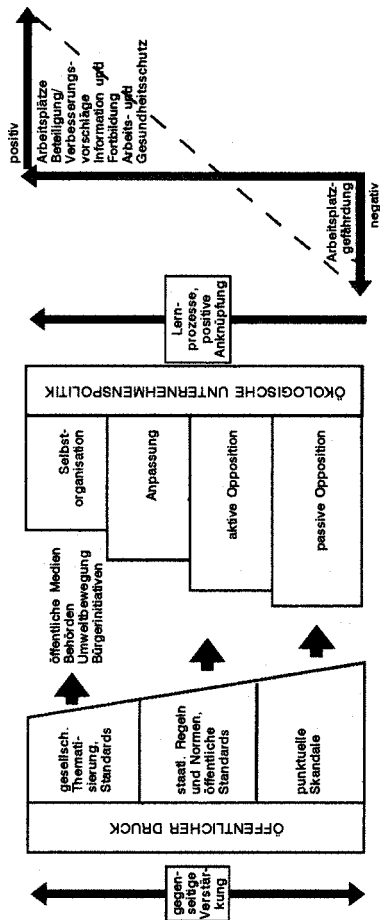 gegen-
seitige
Verstär-
kung
ÖFFENTLICHER DRUCK
gesellsch.
Themati-
sierung,
Standards
staatl. Regeln
und Normen,
öffentliche
Standards
punktuelle
Skandale
öffentliche Medien
Behörden
Umweltbewegung
Bürgerinitiativen
Selbst-
organisation
Anpassung
aktive Opposition
passive Opposition
ÖKOLOGISCHE UNTERNEHMENSPOLITIK
Lern-
prozesse,
positive
Anknüpfung
positiv
Arbeitsplätze
Beteiligung/
Verbesserungs-
vorschläge
Information und
Fortbildung
Arbeits- und
Gesundheitsschutz
Arbeitsplatz-
gefährdung
negativ